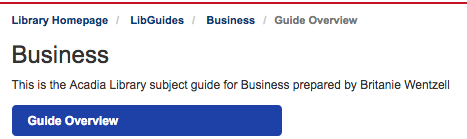 Library Homepage / LibGuides / Business / Guide Overview
Business
This is the Acadia Library subject guide for Business prepared by Britanie Wentzell
Guide Overview